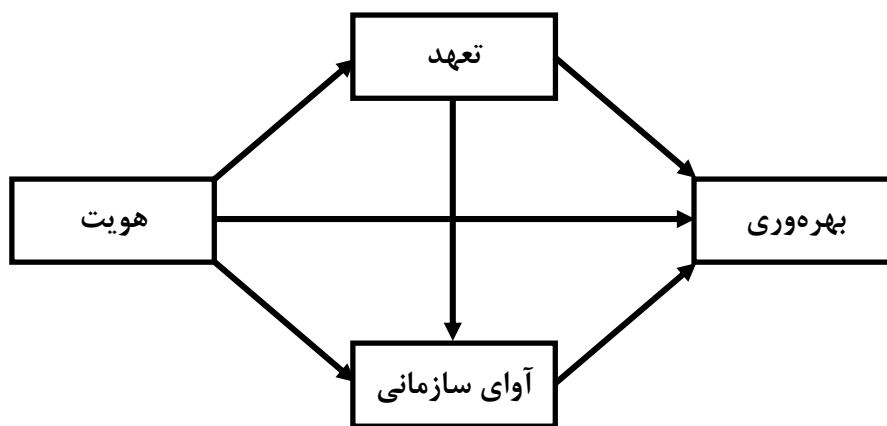 تعهد
هویت
بهره‌وری
آوای سازمانی